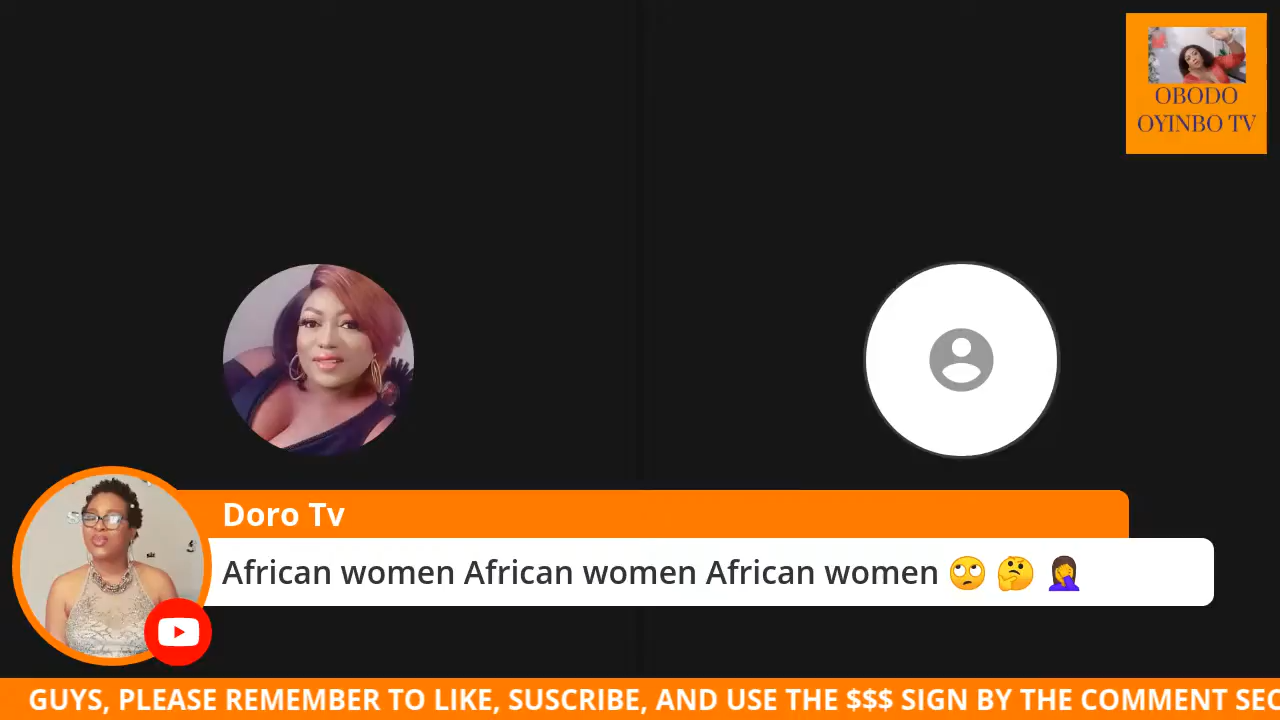 OBODO
OYINBO TV
Doro Tv
African women African women African women 🙄 🤔 🤦‍♀️
GUYS, PLEASE REMEMBER TO LIKE, SUSCRIBE, AND USE THE $$$ SIGN BY THE COMMENT SEC